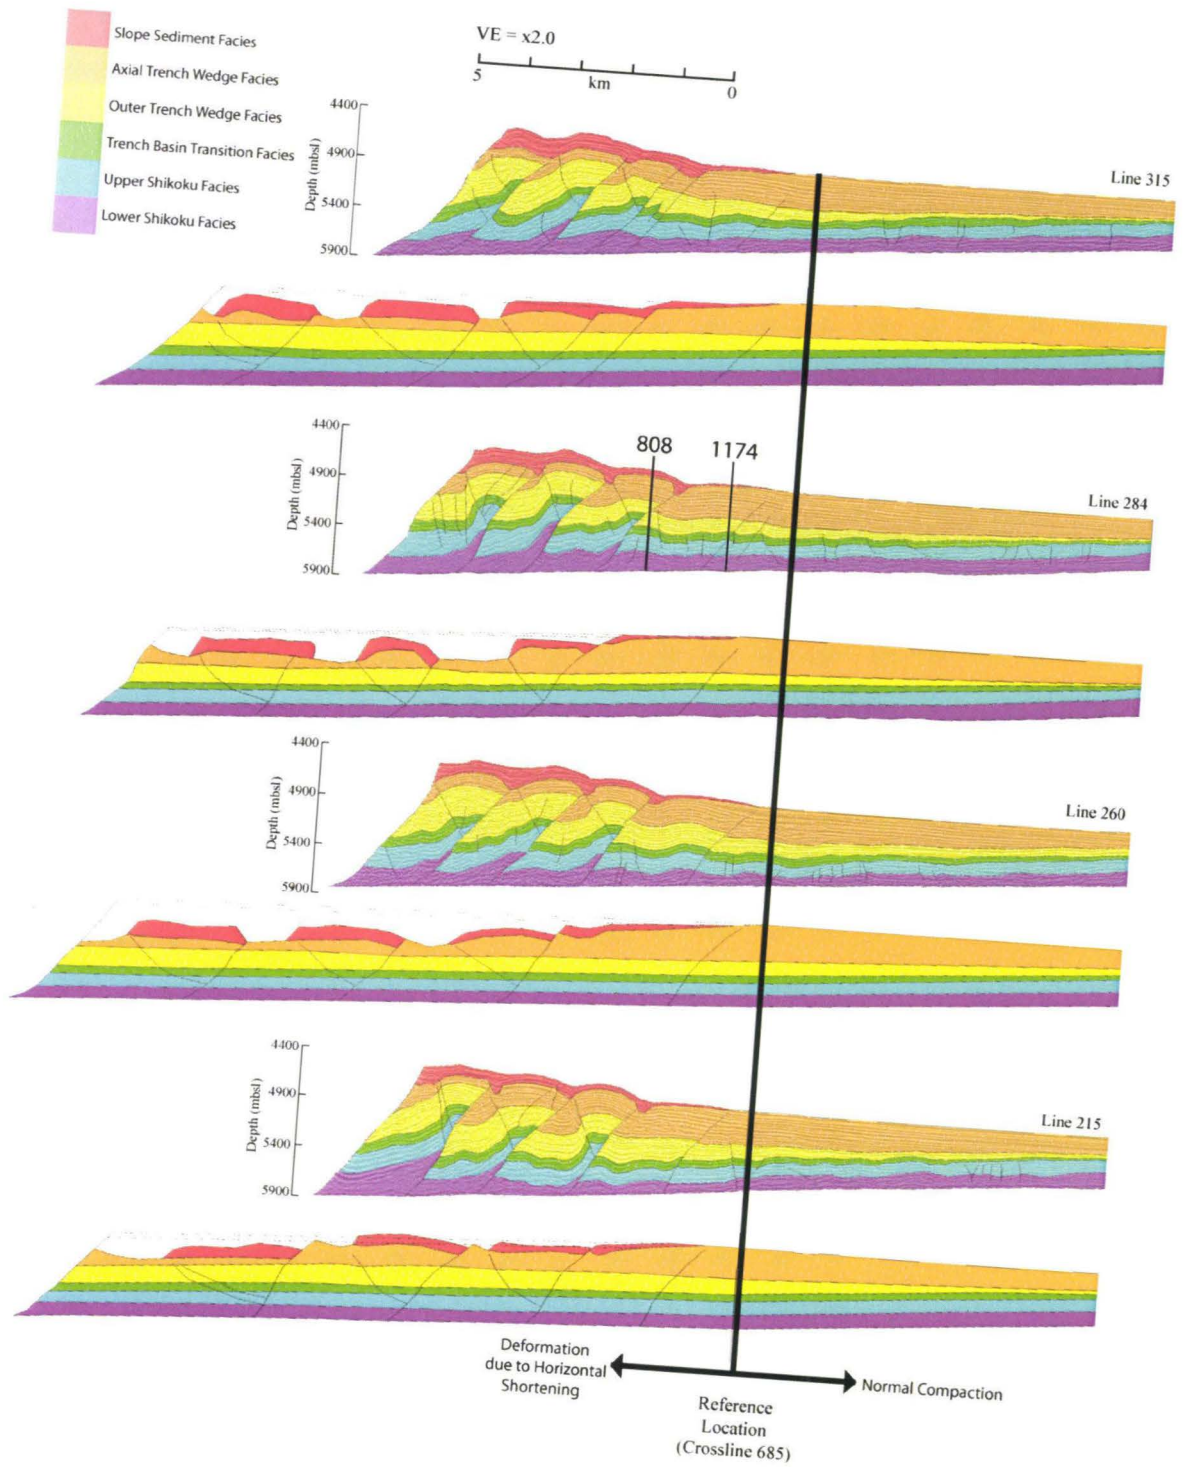 Slope Sediment Facies
Axial Trench Wedge Facies
Outer Trench Wedge Facies
Trench Basin Transition Facies
Upper Shikoku Facies
Lower Shikoku Facies
VE = x2.0
5
km
0
4400
4900
5400
5900
Depth (mbsl)
Line 315
4400
4900
5400
5900
Depth (mbsl)
808
1174
Line 284
4400
4900
5400
5900
Depth (mbsl)
Line 260
4400
4900
5400
5900
Depth (mbsl)
Line 215
Deformation
due to Horizontal
Shortening
Normal Compaction
Reference
Location
(Crossline 685)